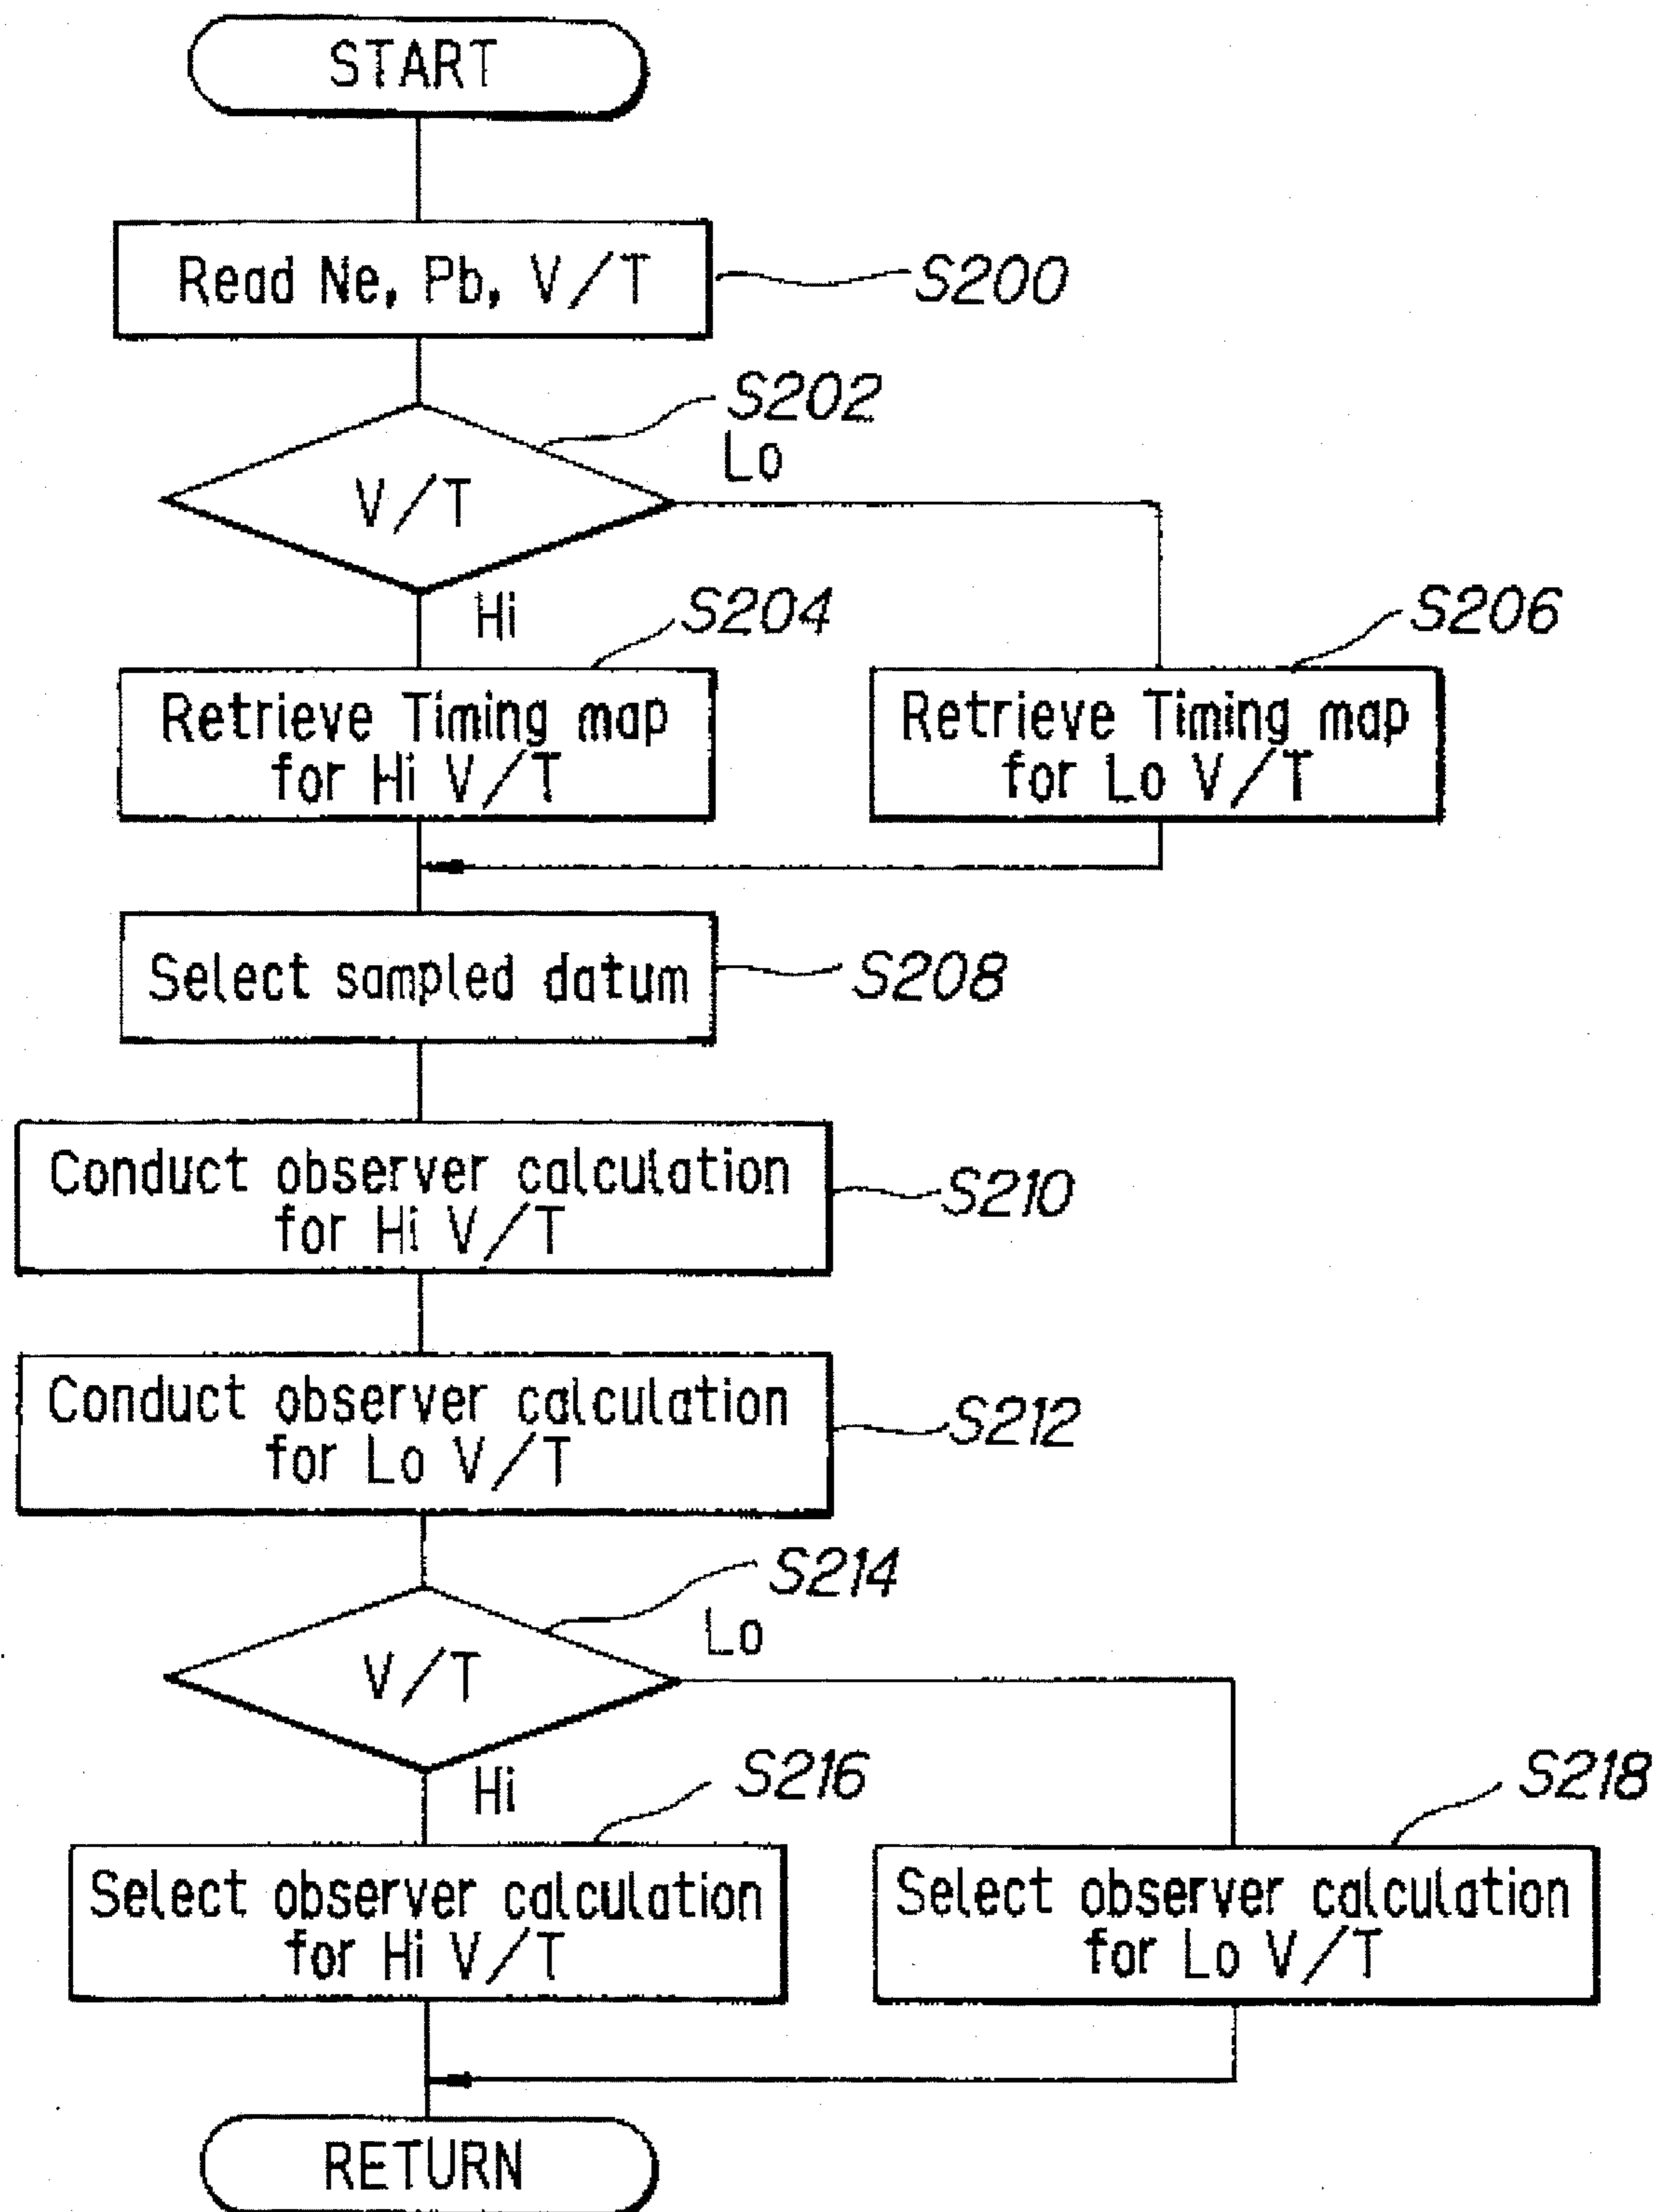 START
Read Ne, Pb, V/T
S200
S202
Lo
V/T
Hi
S204
S206
Retrieve Timing map
for Hi V/T
Retrieve Timing map
for Lo V/T
Select sampled datum
S208
Conduct observer calculation
for Hi V/T
S210
Conduct observer calculation
for Lo V/T
S212
S214
Lo
V/T
Hi
S216
S218
Select observer calculation
for Hi V/T
Select observer calculation
for Lo V/T
RETURN